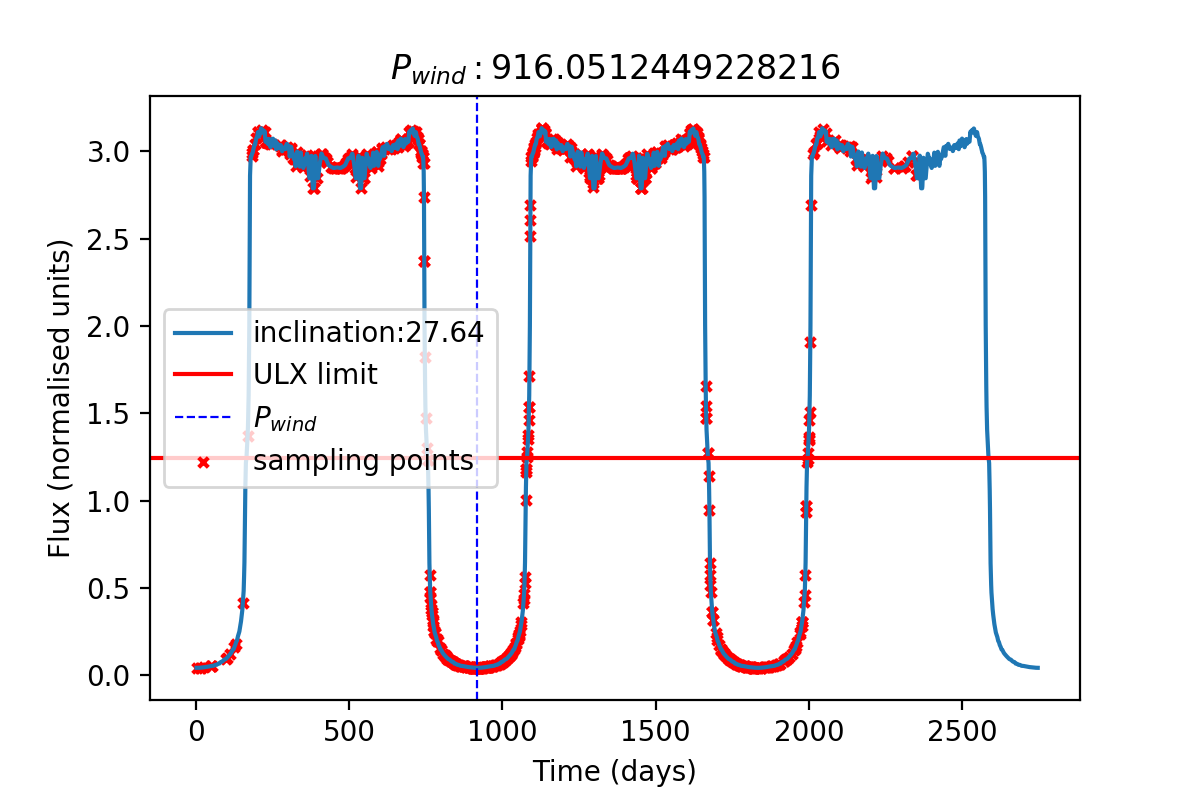 P_wind : 916.0512449228216
3.0
2.5
2.0
1.5
1.0
0.5
0.0
Flux (normalised units)
inclination:27.64
ULX limit
P_wind
sampling points
0 500 1000 1500 2000 2500
Time (days)